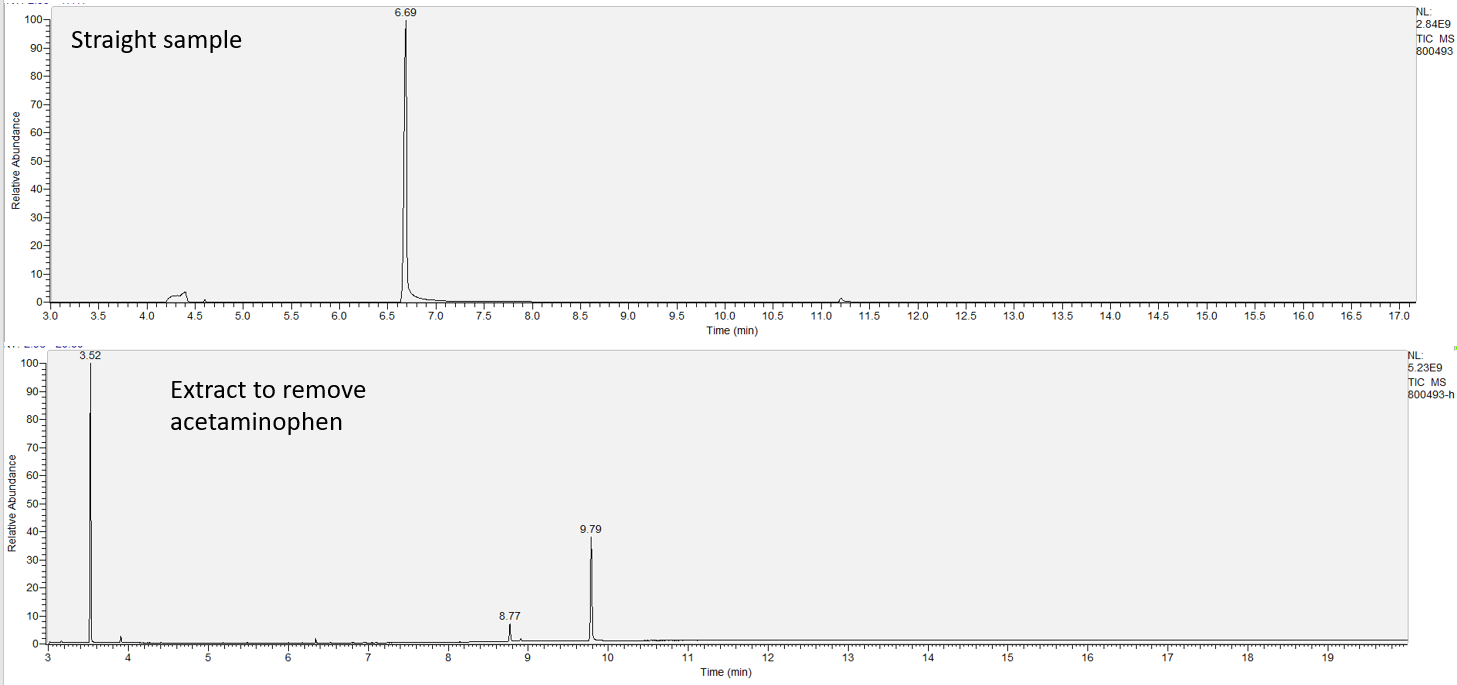 6.69
NL:
2.84E9
TIC MS
800493
Straight sample
100
90
80
70
60
50
40
30
20
10
0
Relative Abundance
3.0 3.5 4.0 4.5 5.0 5.5 6.0 6.5 7.0 7.5 8.0 8.5 9.0 9.5 10.0 10.5 11.0 11.5 12.0 12.5 13.0 13.5 14.0 14.5 15.0 15.5 16.0 16.5 17.0
Time (min)
3.52
NL:
5.23E9
TIC MS
800493-h
Extract to remove
acetaminophen
100
90
80
70
60
50
40
30
20
10
0
Relative Abundance
9.79
8.77
3 4 5 6 7 8 9 10 11 12 13 14 15 16 17 18 19
Time (min)